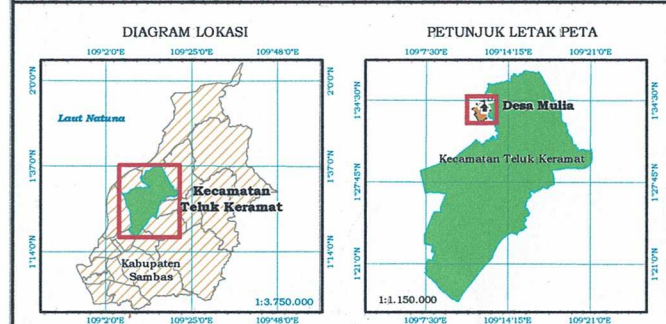 DIAGRAM LOKASI
109°2'0"E 109°25'0"E 109°48'0"E
2°0'0"N
2°0'0"N
Laut Natuna
1°37'0"N
1°37'0"N
Kecamatan
Teluk Keramat
1°14'0"N
1°14'0"N
Kabupaten
Sambas
1:3.750.000
109°2'0"E 109°25'0"E 109°48'0"E
PETUNJUK LETAK PETA
109°7'30"E 109°14'15"E 109°21'0"E
1°34'30"N
1°34'30"N
Desa Mulia
Kecamatan Teluk Keramat
1°27'45"N
1°27'45"N
1°21'0"N
1°21'0"N
1:1.150.000
109°7'30"E 109°14'15"E 109°21'0"E